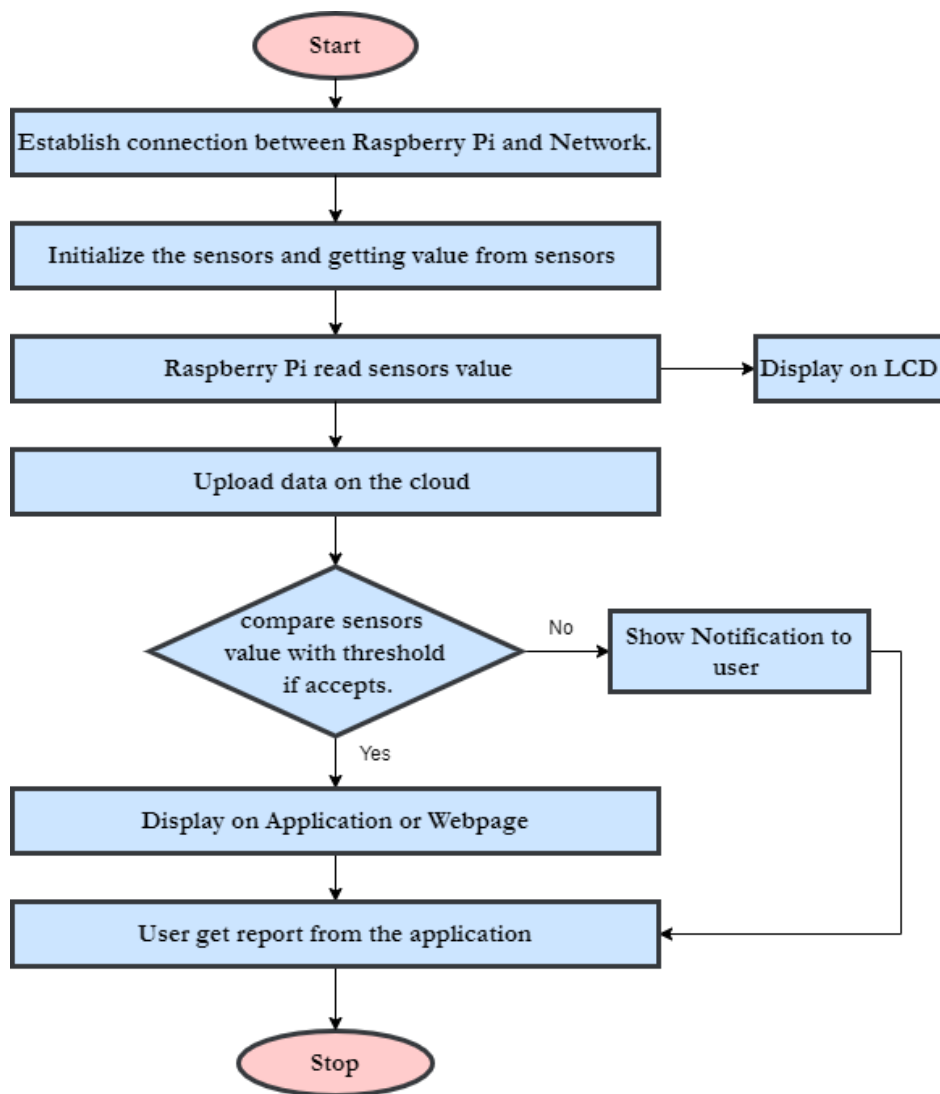 Start
Establish connection between Raspberry Pi and Network.
Initialize the sensors and getting value from sensors
Raspberry Pi read sensors value
Display on LCD
Upload data on the cloud
compare sensors
value with threshold
if accepts.
No
Show Notification to
user
Yes
Display on Application or Webpage
User get report from the application
Stop